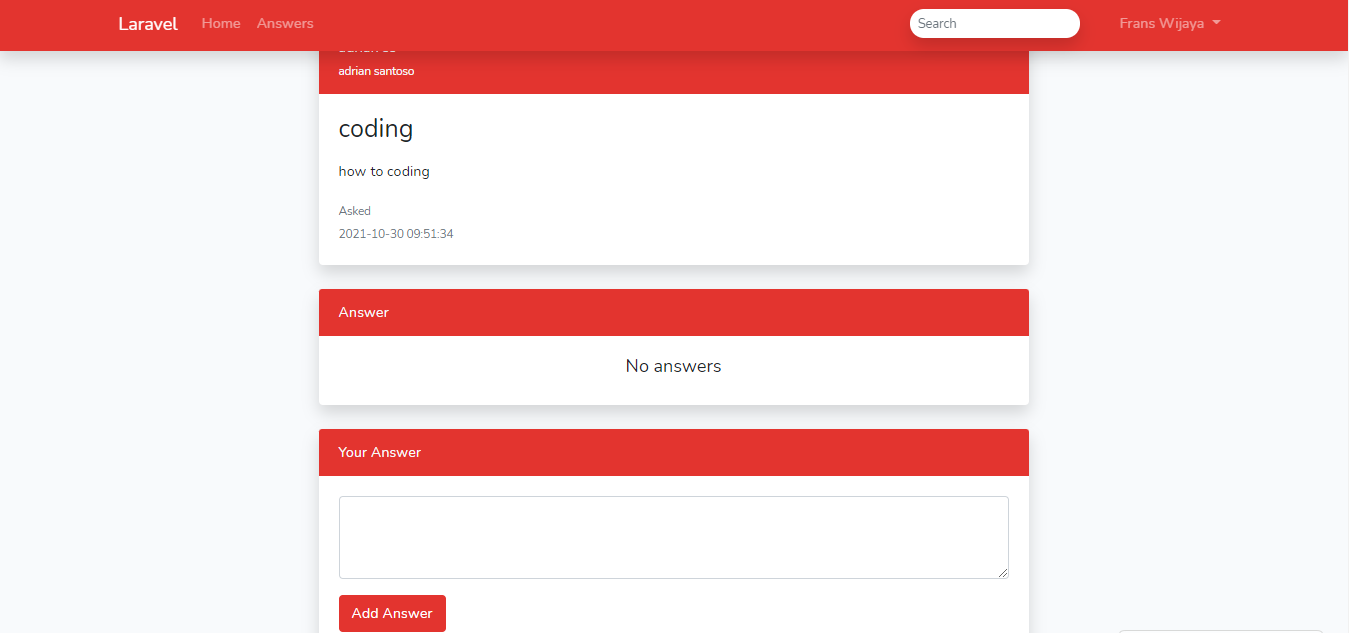 Laravel Home Answers Search Frans Wijaya
adrian santoso
coding
how to coding
Asked
2021-10-30 09:51:34
Answer
No answers
Your Answer
Add Answer